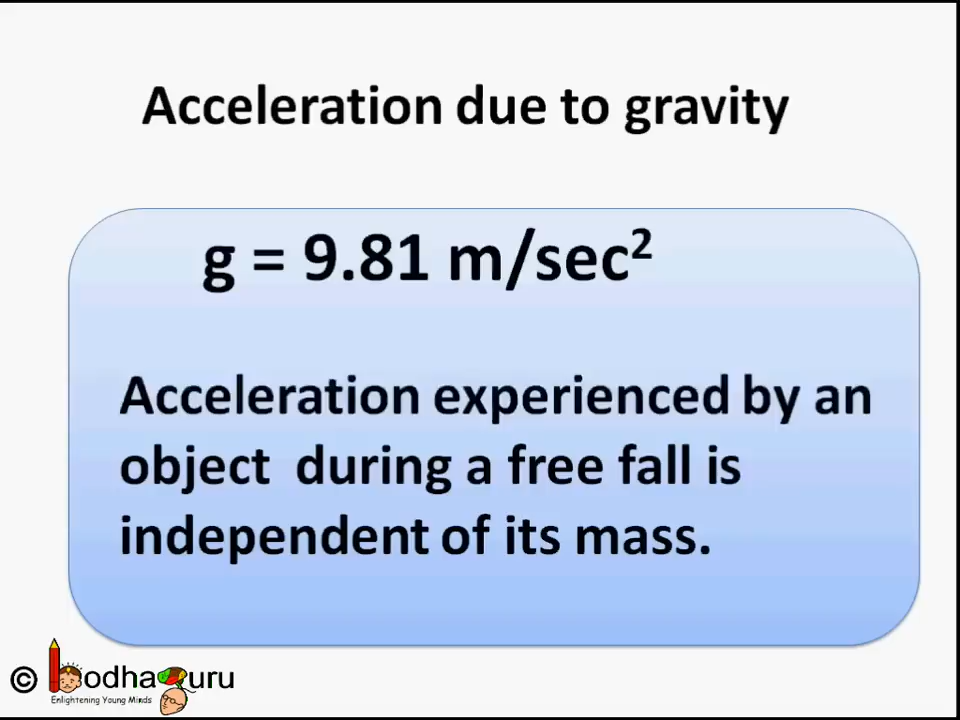 Acceleration due to gravity
g = 9.81 m/sec²
Acceleration experienced by an
object during a free fall is
independent of its mass.
© bodhaguru
Enlightening Young Minds